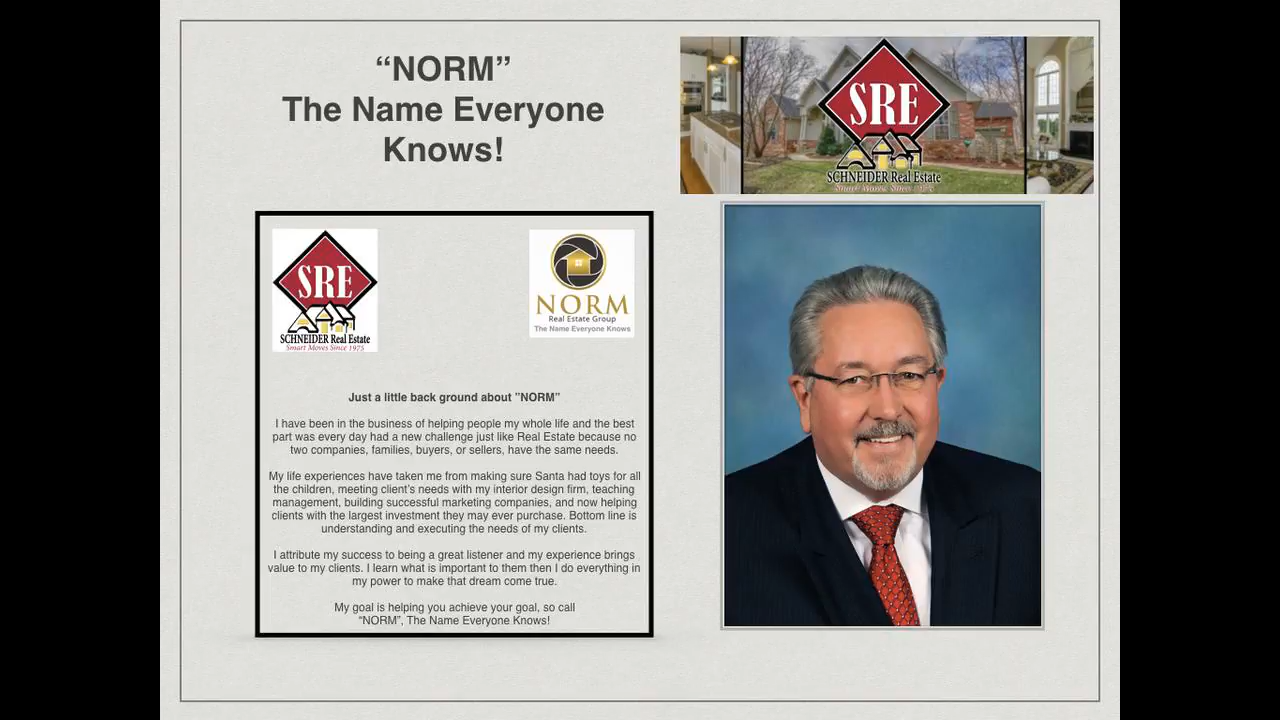 “NORM”
The Name Everyone
Knows!
SRE
SCHNEIDER Real Estate
Smart Moves Since 1975
SRE
SCHNEIDER Real Estate
Smart Moves Since 1975
NORM
Real Estate Group
The Name Everyone Knows
Just a little back ground about ”NORM”
I have been in the business of helping people my whole life and the best
part was every day had a new challenge just like Real Estate because no
two companies, families, buyers, or sellers, have the same needs.
My life experiences have taken me from making sure Santa had toys for all
the children, meeting client’s needs with my interior design firm, teaching
management, building successful marketing companies, and now helping
clients with the largest investment they may ever purchase. Bottom line is
understanding and executing the needs of my clients.
I attribute my success to being a great listener and my experience brings
value to my clients. I learn what is important to them then I do everything in
my power to make that dream come true.
My goal is helping you achieve your goal, so call
“NORM”, The Name Everyone Knows!